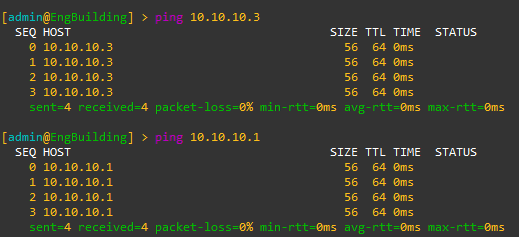 [admin@EngBuilding] > ping 10.10.10.3
SEQ HOST SIZE TTL TIME STATUS
0 10.10.10.3 56 64 0ms
1 10.10.10.3 56 64 0ms
2 10.10.10.3 56 64 0ms
3 10.10.10.3 56 64 0ms
sent=4 received=4 packet-loss=0% min-rtt=0ms avg-rtt=0ms max-rtt=0ms
[admin@EngBuilding] > ping 10.10.10.1
SEQ HOST SIZE TTL TIME STATUS
0 10.10.10.1 56 64 0ms
1 10.10.10.1 56 64 0ms
2 10.10.10.1 56 64 0ms
3 10.10.10.1 56 64 0ms
sent=4 received=4 packet-loss=0% min-rtt=0ms avg-rtt=0ms max-rtt=0ms